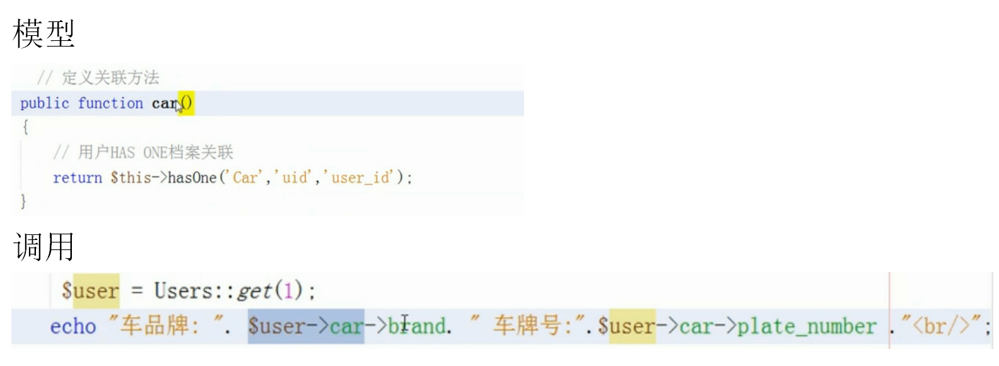 模型
// 定义关联方法
public function car()
{
// 用户HAS ONE档案关联
return $this->hasOne('Car','uid','user_id');
}
调用
$user = Users::get(1);
echo "车品牌: ". $user->car->brand. " 车牌号:".$user->car->plate_number ."<br/>";